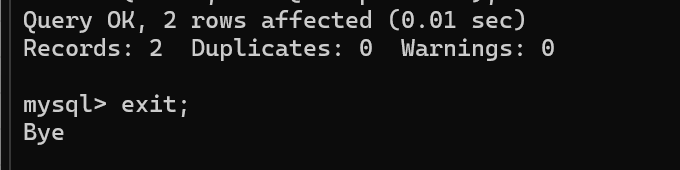 Query OK, 2 rows affected (0.01 sec)
Records: 2  Duplicates: 0  Warnings: 0
mysql> exit;
Bye